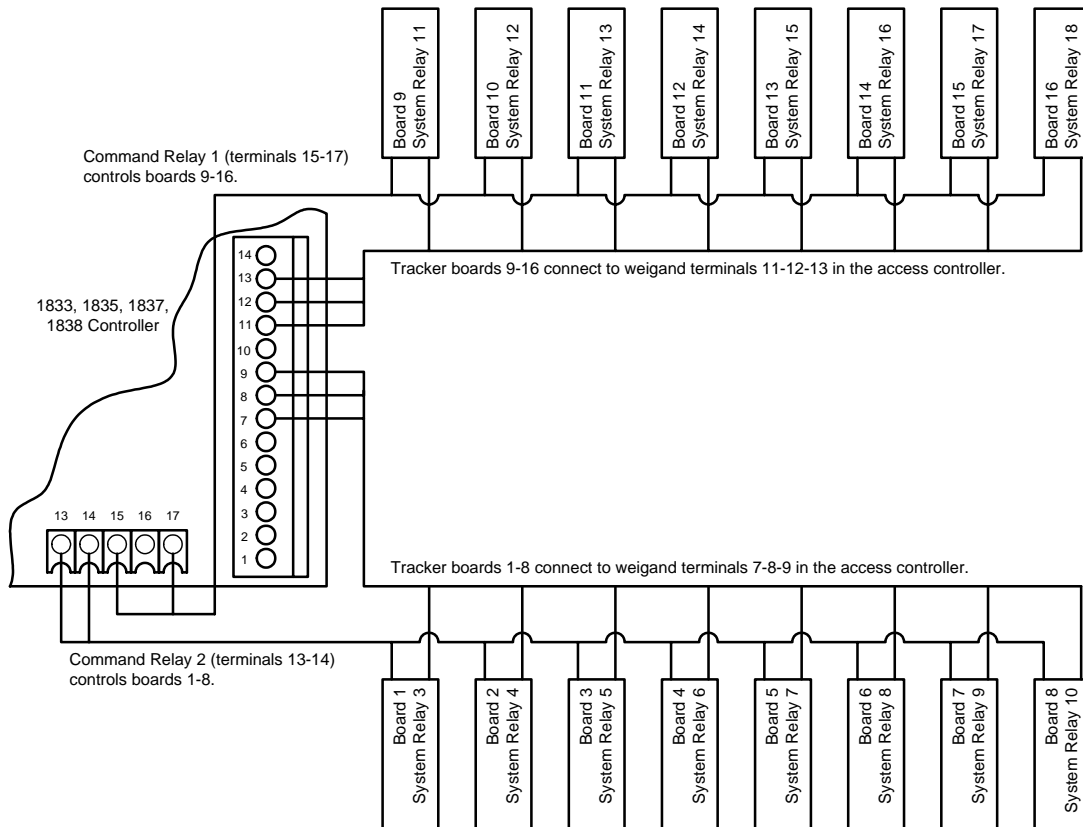 Board 9
System Relay 11
Board 10
System Relay 12
Board 11
System Relay 13
Board 12
System Relay 14
Board 13
System Relay 15
Board 14
System Relay 16
Board 15
System Relay 17
Board 16
System Relay 18
Command Relay 1 (terminals 15-17)
controls boards 9-16.
Tracker boards 9-16 connect to weigand terminals 11-12-13 in the access controller.
1833, 1835, 1837,
1838 Controller
14
13
12
11
10
9
8
7
6
5
4
3
2
1
13 14 15 16 17
Tracker boards 1-8 connect to weigand terminals 7-8-9 in the access controller.
Command Relay 2 (terminals 13-14)
controls boards 1-8.
Board 1
System Relay 3
Board 2
System Relay 4
Board 3
System Relay 5
Board 4
System Relay 6
Board 5
System Relay 7
Board 6
System Relay 8
Board 7
System Relay 9
Board 8
System Relay 10